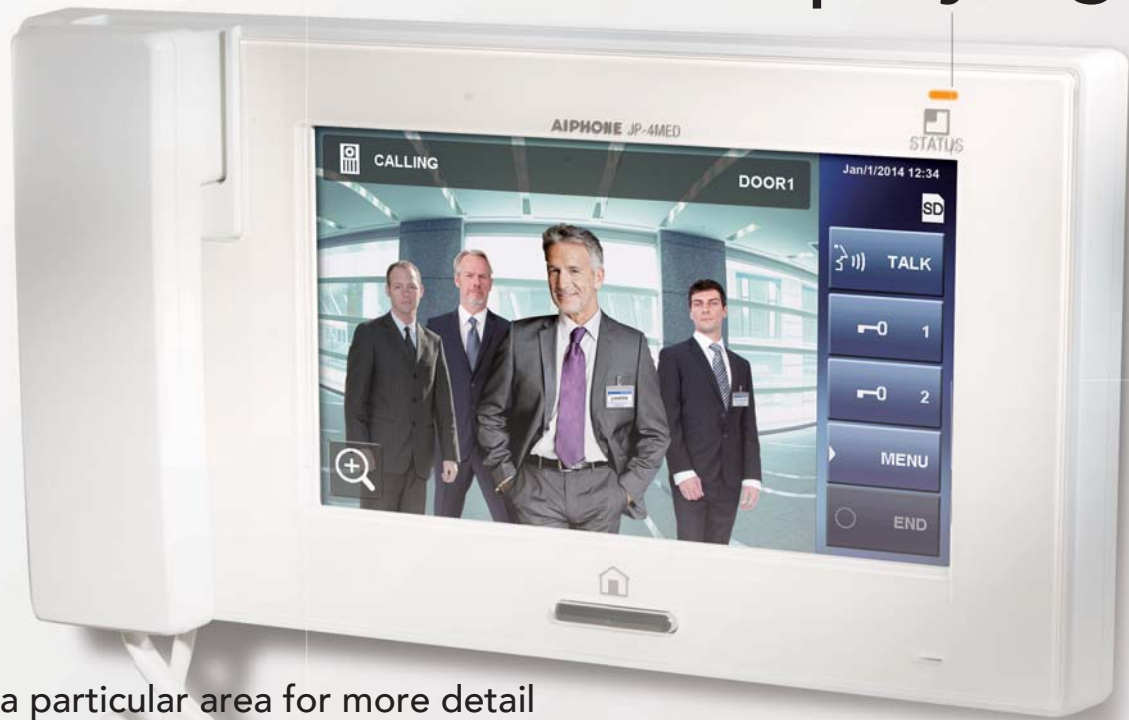 AIPHONE JP-4MED
STATUS
CALLING
DOOR1
Jan/1/2014 12:34
SD
TALK
1
2
MENU
END
a particular area for more detail